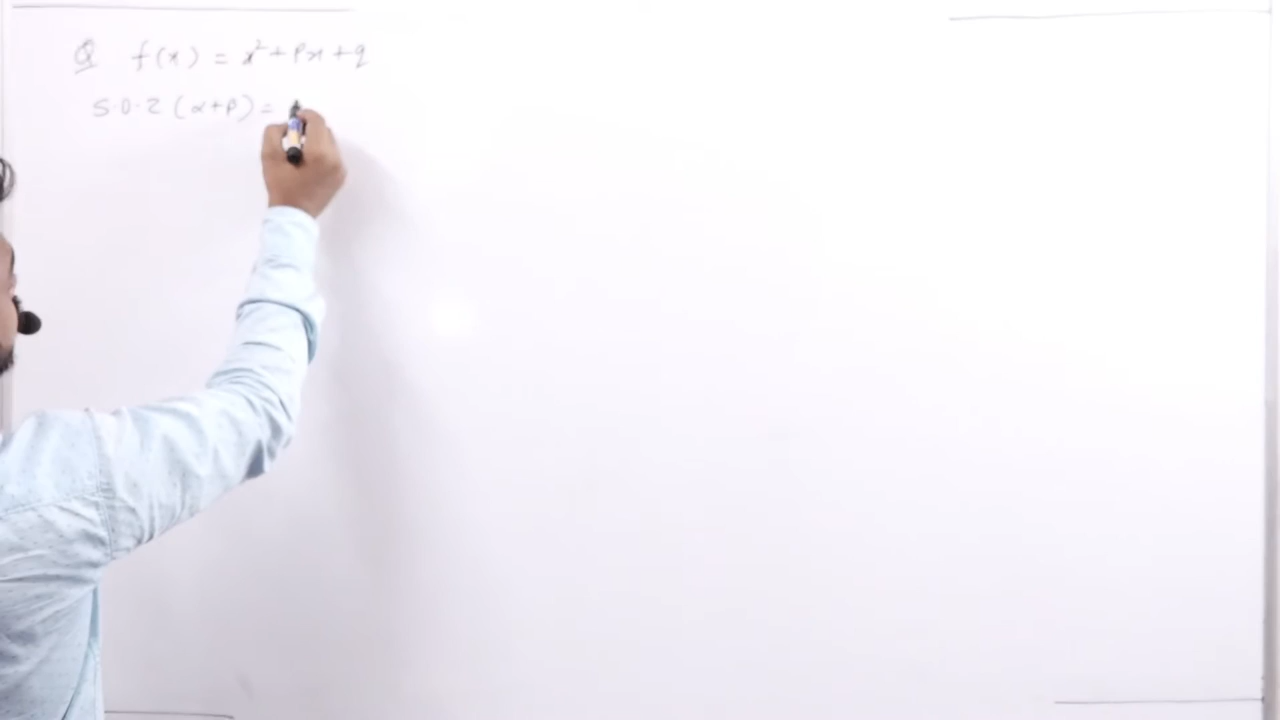 Q f(x) = x² + px + q
S.O.Z (α+β) =